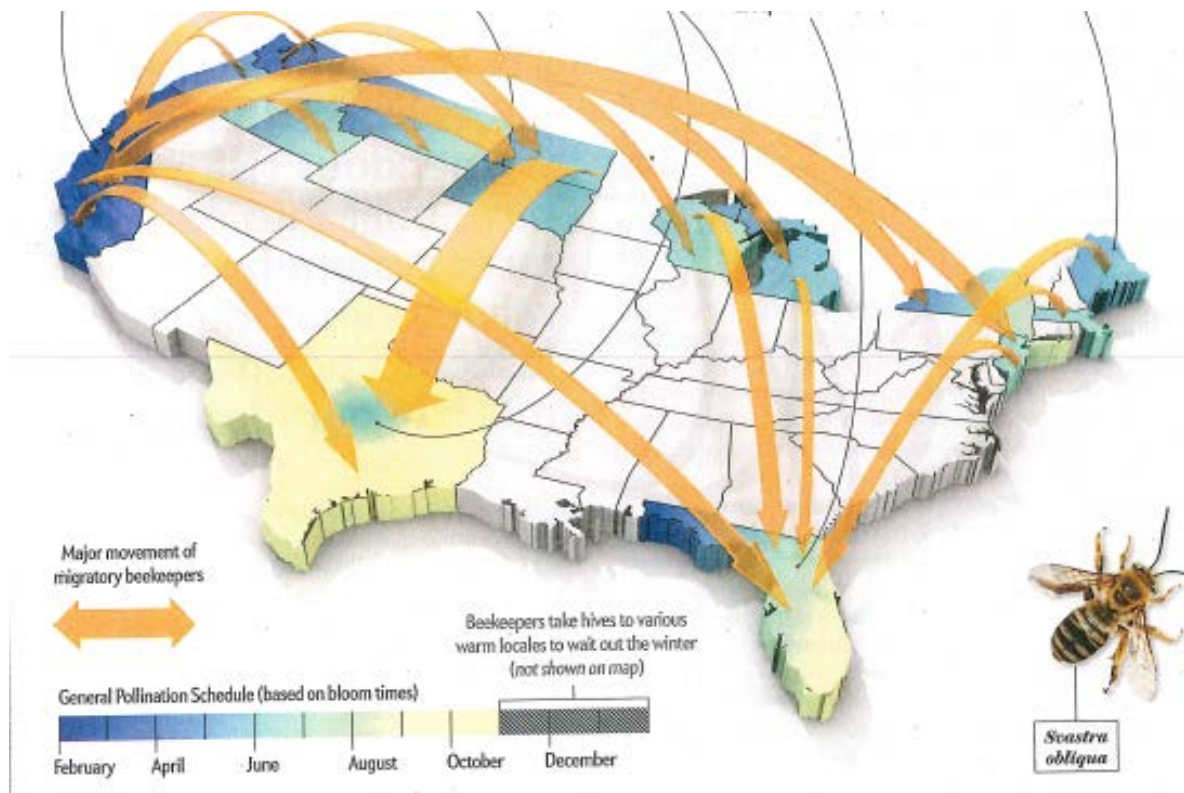 Major movement of
migratory beekeepers
Beekeepers take hives to various
warm locales to wait out the winter
(not shown on map)
General Pollination Schedule (based on bloom times)
February April June August October December
Svastra
obliqua